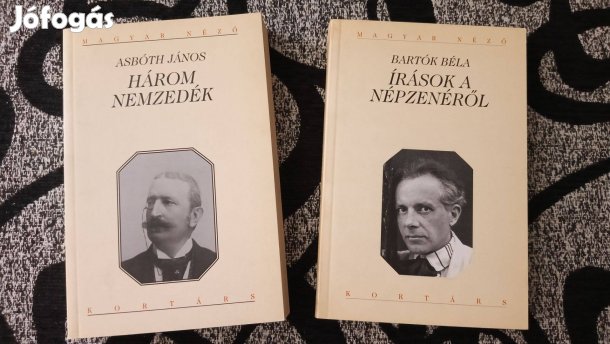 Jófogás
MAGYAR NÉZŐ
ASBÓTH JÁNOS
HÁROM
NEMZEDÉK
KORTÁRS
MAGYAR NÉZŐ
BARTÓK BÉLA
ÍRÁSOK A
NÉPZENÉRŐL
KORTÁRS